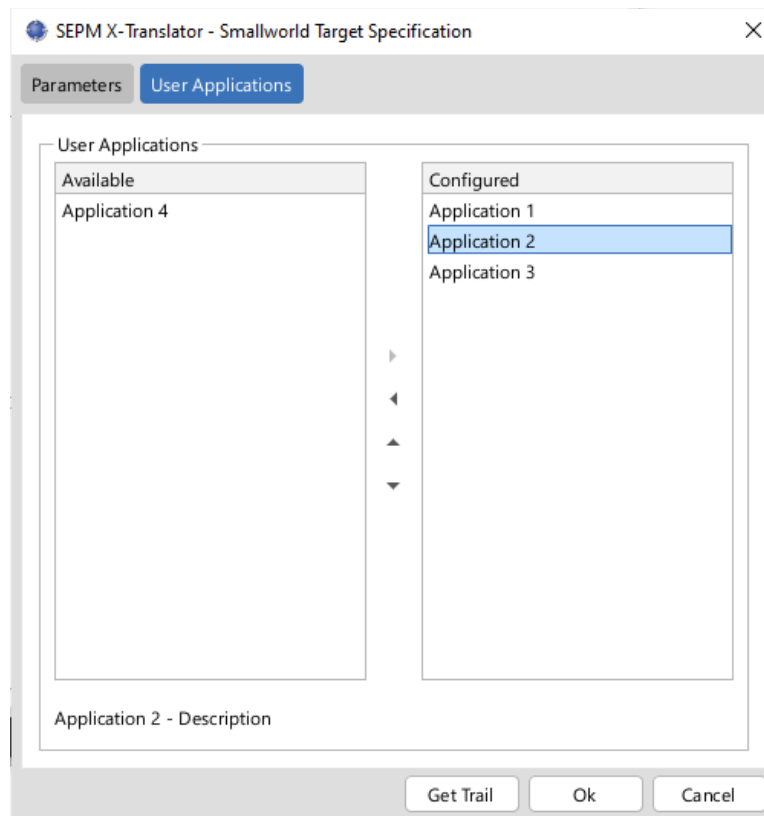 SEPM X-Translator - Smallworld Target Specification
Parameters
User Applications
User Applications
Available
Application 4
Configured
Application 1
Application 2
Application 3
Application 2 - Description
Get Trail
Ok
Cancel